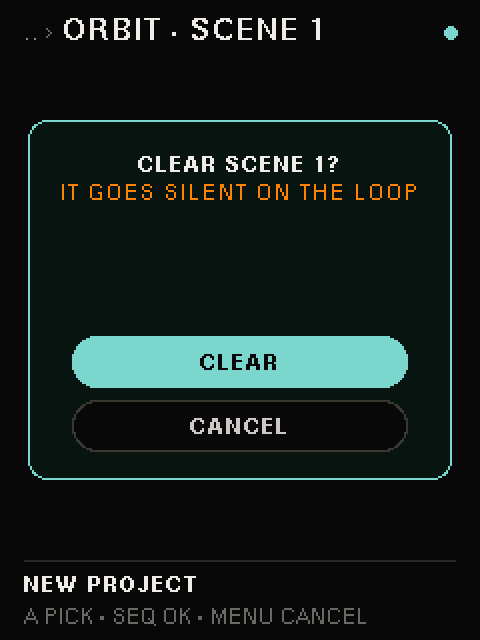 .. › ORBIT · SCENE 1
CLEAR SCENE 1?
IT GOES SILENT ON THE LOOP
CLEAR
CANCEL
NEW PROJECT
A PICK · SEQ OK · MENU CANCEL